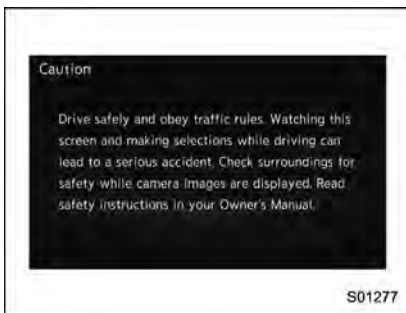 Caution
Drive safely and obey traffic rules. Watching this
screen and making selections while driving can
lead to a serious accident. Check surroundings for
safety while camera images are displayed. Read
safety instructions in your Owner's Manual.
S01277